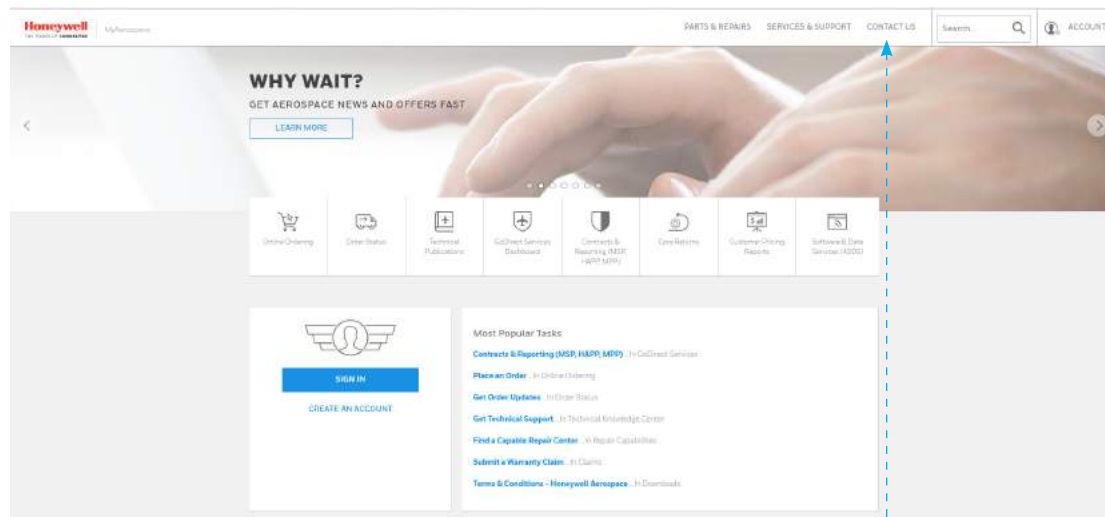 Honeywell
MyAerospace
PARTS & REPAIRS SERVICES & SUPPORT CONTACT US Search... ACCOUNT
WHY WAIT?
GET AEROSPACE NEWS AND OFFERS FAST
LEARN MORE
Online Ordering
Order Status
Technical
Publications
GoDirect Services
Dashboard
Contracts &
Reporting (MSP,
HAPP, MPP)
Core Returns
Customer Pricing
Reports
Software & Data
Services
SIGN IN
CREATE AN ACCOUNT
Most Popular Tasks
Contracts & Reporting (MSP, HAPP, MPP) ...In GoDirect Services
Place an Order ...In Online Ordering
Get Order Updates ...In Order Status
Get Technical Support ...In Technical Knowledge Center
Find a Capable Repair Center ...In Repair Capabilities
Submit a Warranty Claim ...In Claims
Terms & Conditions - Honeywell Aerospace ...In Downloads